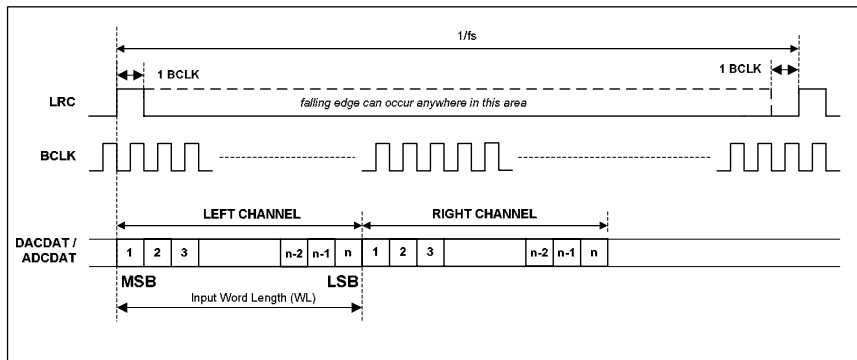 1/fs
1 BCLK
1 BCLK
LRC
falling edge can occur anywhere in this area
BCLK
LEFT CHANNEL
RIGHT CHANNEL
DACDAT /
ADCDAT
1 2 3 n-2 n-1 n 1 2 3 n-2 n-1 n
MSB
LSB
Input Word Length (WL)